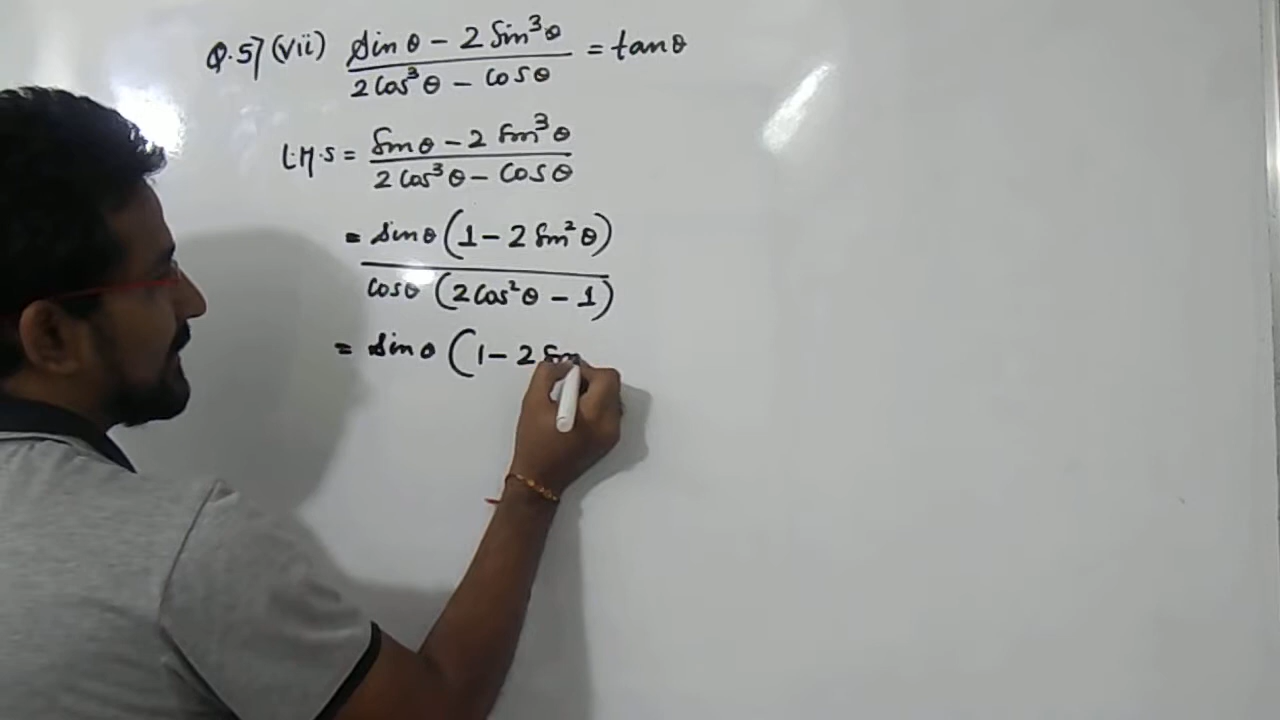 Q.5](vii) sinθ - 2 sin³θ / 2cos³θ - cosθ = tanθ
L.H.S = sinθ - 2 sin³θ / 2cos³θ - cosθ
= sinθ (1 - 2 sin²θ) / cosθ (2cos²θ - 1)
= sinθ (1 - 2 sin